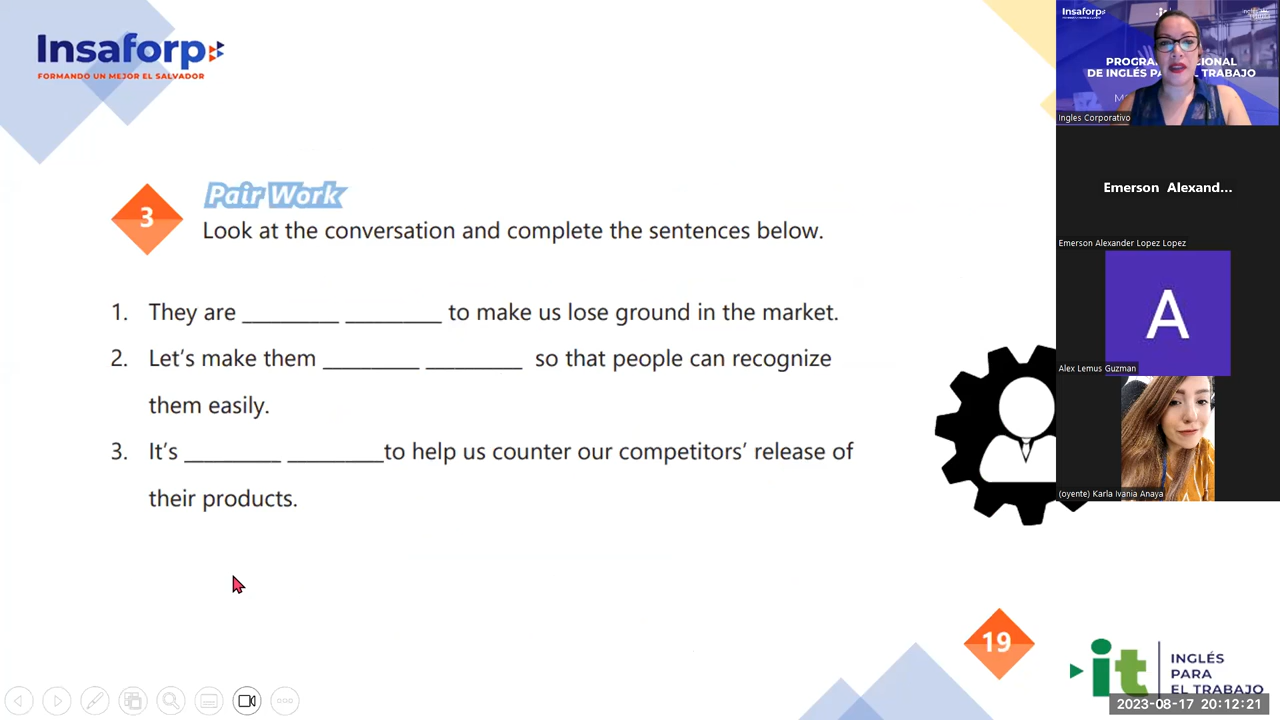 Insaforp
FORMANDO UN MEJOR EL SALVADOR
3
Pair Work
Look at the conversation and complete the sentences below.
1. They are _________ _________ to make us lose ground in the market.
2. Let's make them _________ _________ so that people can recognize
them easily.
3. It's _________ _________to help us counter our competitors' release of
their products.
19
it
INGLÉS
PARA
EL TRABAJO
2023-08-17 20:12:21
Insaforp
DE INGLÉS
TRABAJO
Ingles Corporativo
Emerson Alexand...
Emerson Alexander Lopez Lopez
A
Alex Lemus Guzman
(oyente) Karla Ivania Anaya